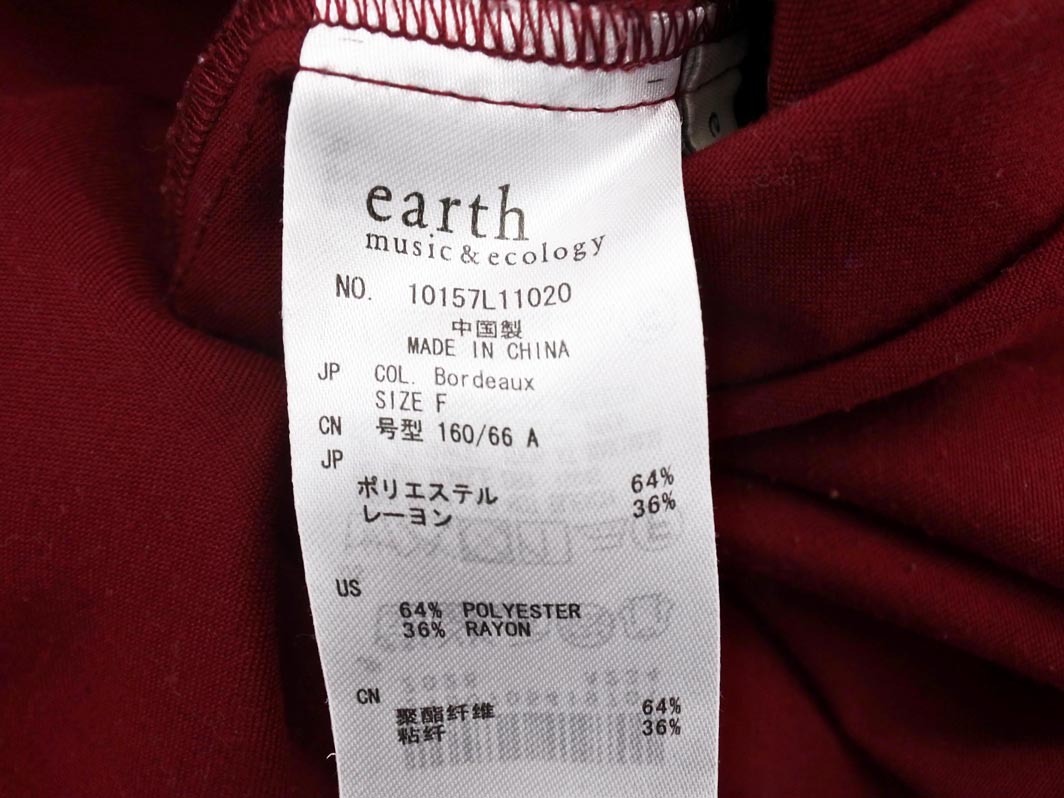 earth
music & ecology
NO. 10157L11020
中国製
MADE IN CHINA
JP COL. Bordeaux
SIZE F
CN 号型 160/66 A
JP
ポリエステル 64%
レーヨン 36%
US
64% POLYESTER
36% RAYON
CN
聚酯纤维 64%
粘纤 36%